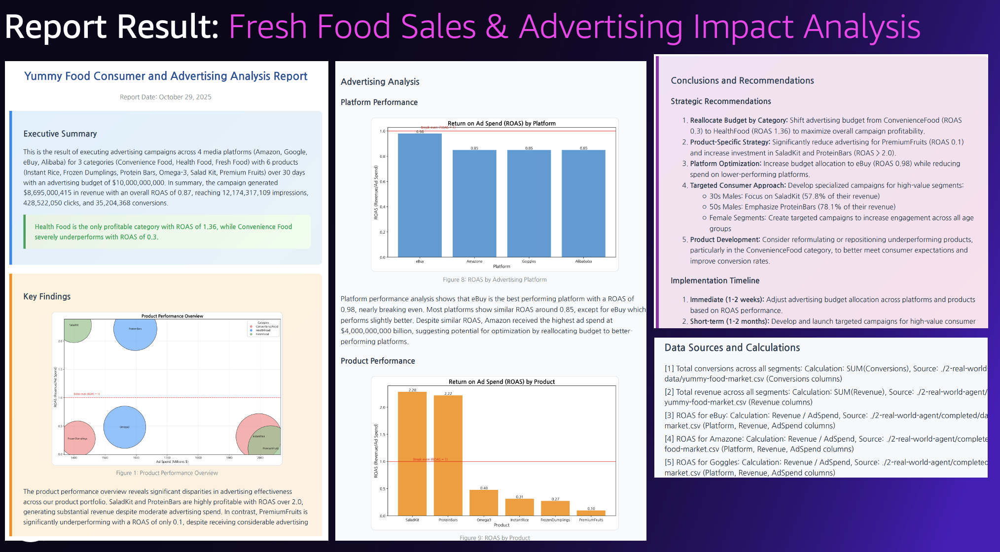 Report Result: Fresh Food Sales & Advertising Impact Analysis
Yummy Food Consumer and Advertising Analysis Report
Report Date: October 29, 2025
Executive Summary
This is the result of executing advertising campaigns across 4 media platforms (Amazon, Google,
eBuy, Alibaba) for 3 categories (Convenience Food, Health Food, Fresh Food) with 6 products
(Instant Rice, Frozen Dumplings, Protein Bars, Omega-3, Salad Kit, Premium Fruits) over 30 days
with an advertising budget of $10,000,000,000. In summary, the campaign generated
$8,695,000,415 in revenue with an overall ROAS of 0.87, reaching 12,174,317,109 impressions,
428,522,050 clicks, and 35,204,368 conversions.
Health Food is the only profitable category with ROAS of 1.36, while Convenience Food
severely underperforms with ROAS of 0.3.
Key Findings
Product Performance Overview
Category
ConvenienceFood
HealthFood
FreshFood
SaladKit
ProteinBars
Break-even (ROAS = 1)
Omega3
FrozenDumplings
InstantRice
PremiumFruits
ROAS (Revenue/Ad Spend)
2.0
1.5
1.0
0.5
0.0
1400 1500 1600 1700 1800 1900 2000
Ad Spend (Millions $)
Figure 1: Product Performance Overview
The product performance overview reveals significant disparities in advertising effectiveness
across our product portfolio. SaladKit and ProteinBars are highly profitable with ROAS over 2.0,
generating substantial revenue despite moderate advertising spend. In contrast, PremiumFruits is
significantly underperforming with a ROAS of only 0.1, despite receiving considerable advertising
Advertising Analysis
Platform Performance
Return on Ad Spend (ROAS) by Platform
Break-even (ROAS = 1)
0.98
0.85
0.85
0.85
ROAS (Revenue/Ad Spend)
1.0
0.8
0.6
0.4
0.2
0.0
eBuy Amazone Goggles Alibababa
Platform
Figure 8: ROAS by Advertising Platform
Platform performance analysis shows that eBuy is the best performing platform with a ROAS of
0.98, nearly breaking even. Most platforms show similar ROAS around 0.85, except for eBuy which
performs slightly better. Despite similar ROAS, Amazon received the highest ad spend at
$4,000,000,000 billion, suggesting potential for optimization by reallocating budget to better-
performing platforms.
Product Performance
Return on Ad Spend (ROAS) by Product
2.28
2.22
0.48
0.31
0.27
0.10
Break-even (ROAS = 1)
ROAS (Revenue/Ad Spend)
2.0
1.5
1.0
0.5
0.0
SaladKit ProteinBars Omega3 InstantRice FrozenDumplings PremiumFruits
Product
Figure 9: ROAS by Product
Conclusions and Recommendations
Strategic Recommendations
1. Reallocate Budget by Category: Shift advertising budget from ConvenienceFood (ROAS
0.3) to HealthFood (ROAS 1.36) to maximize overall campaign profitability.
2. Product-Specific Strategy: Significantly reduce advertising for PremiumFruits (ROAS 0.1)
and increase investment in SaladKit and ProteinBars (ROAS > 2.0).
3. Platform Optimization: Increase budget allocation to eBuy (ROAS 0.98) while reducing
spend on lower-performing platforms.
4. Targeted Consumer Approach: Develop specialized campaigns for high-value segments:
○ 30s Males: Focus on SaladKit (57.8% of their revenue)
○ 50s Males: Emphasize ProteinBars (78.1% of their revenue)
○ Female Segments: Create targeted campaigns to increase engagement across all age
groups
5. Product Development: Consider reformulating or repositioning underperforming products,
particularly in the ConvenienceFood category, to better meet consumer expectations and
improve conversion rates.
Implementation Timeline
1. Immediate (1-2 weeks): Adjust advertising budget allocation across platforms and products
based on ROAS performance.
2. Short-term (1-2 months): Develop and launch targeted campaigns for high-value consumer
Data Sources and Calculations
[1] Total conversions across all segments: Calculation: SUM(Conversions), Source: ./2-real-world-
data/yummy-food-market.csv (Conversions columns)
[2] Total revenue across all segments: Calculation: SUM(Revenue), Source: ./2-real-world-agent/
yummy-food-market.csv (Revenue columns)
[3] ROAS for eBuy: Calculation: Revenue / AdSpend, Source: ./2-real-world-agent/completed/da
market.csv (Platform, Revenue, AdSpend columns)
[4] ROAS for Amazone: Calculation: Revenue / AdSpend, Source: ./2-real-world-agent/complete
food-market.csv (Platform, Revenue, AdSpend columns)
[5] ROAS for Goggles: Calculation: Revenue / AdSpend, Source: ./2-real-world-agent/completed
market.csv (Platform, Revenue, AdSpend columns)